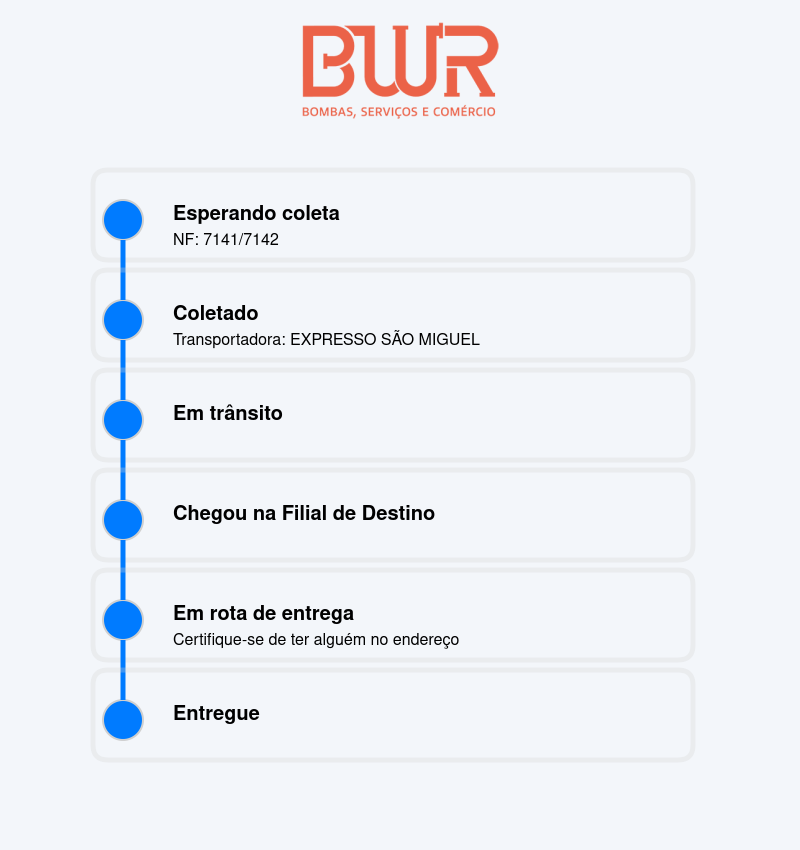 BWR
BOMBAS, SERVIÇOS E COMÉRCIO
Esperando coleta
NF: 7141/7142
Coletado
Transportadora: EXPRESSO SÃO MIGUEL
Em trânsito
Chegou na Filial de Destino
Em rota de entrega
Certifique-se de ter alguém no endereço
Entregue